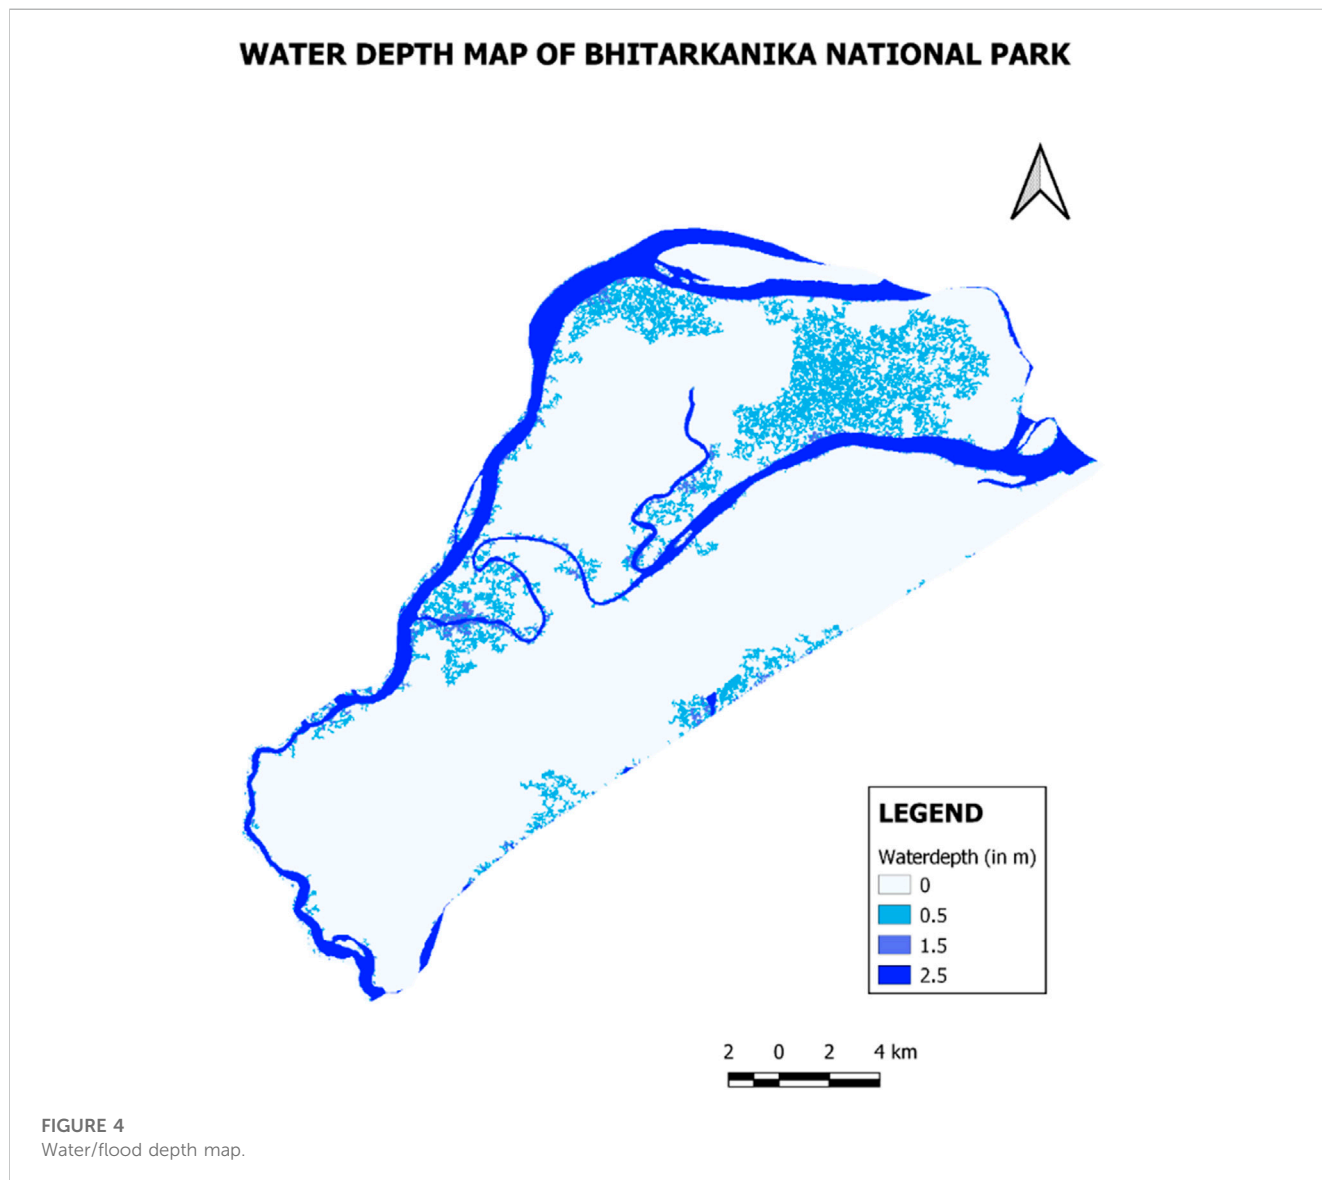 WATER DEPTH MAP OF BHITARKANIKA NATIONAL PARK
LEGEND
Waterdepth (in m)
0
0.5
1.5
2.5
2 0 2 4 km
FIGURE 4
Water/flood depth map.